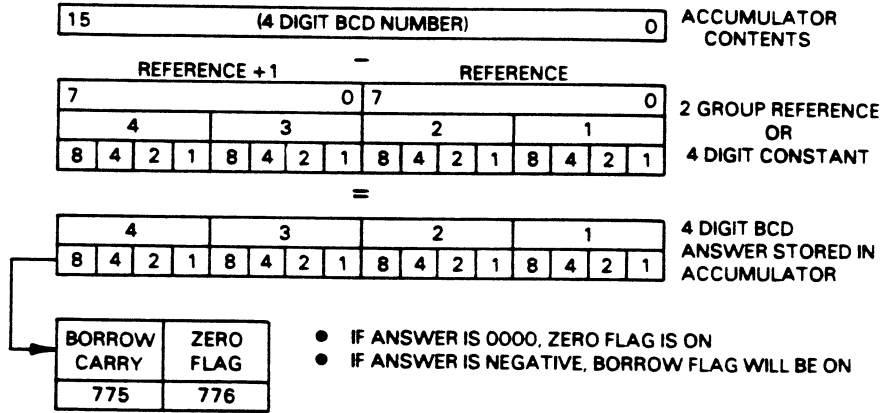 15 (4 DIGIT BCD NUMBER) 0 ACCUMULATOR
CONTENTS
−
REFERENCE +1 REFERENCE
7 0 7 0
4 3 2 1
8 4 2 1 8 4 2 1 8 4 2 1 8 4 2 1
2 GROUP REFERENCE
OR
4 DIGIT CONSTANT
=
4 3 2 1
8 4 2 1 8 4 2 1 8 4 2 1 8 4 2 1
4 DIGIT BCD
ANSWER STORED IN
ACCUMULATOR
BORROW
CARRY
ZERO
FLAG
775 776
● IF ANSWER IS 0000, ZERO FLAG IS ON
● IF ANSWER IS NEGATIVE, BORROW FLAG WILL BE ON